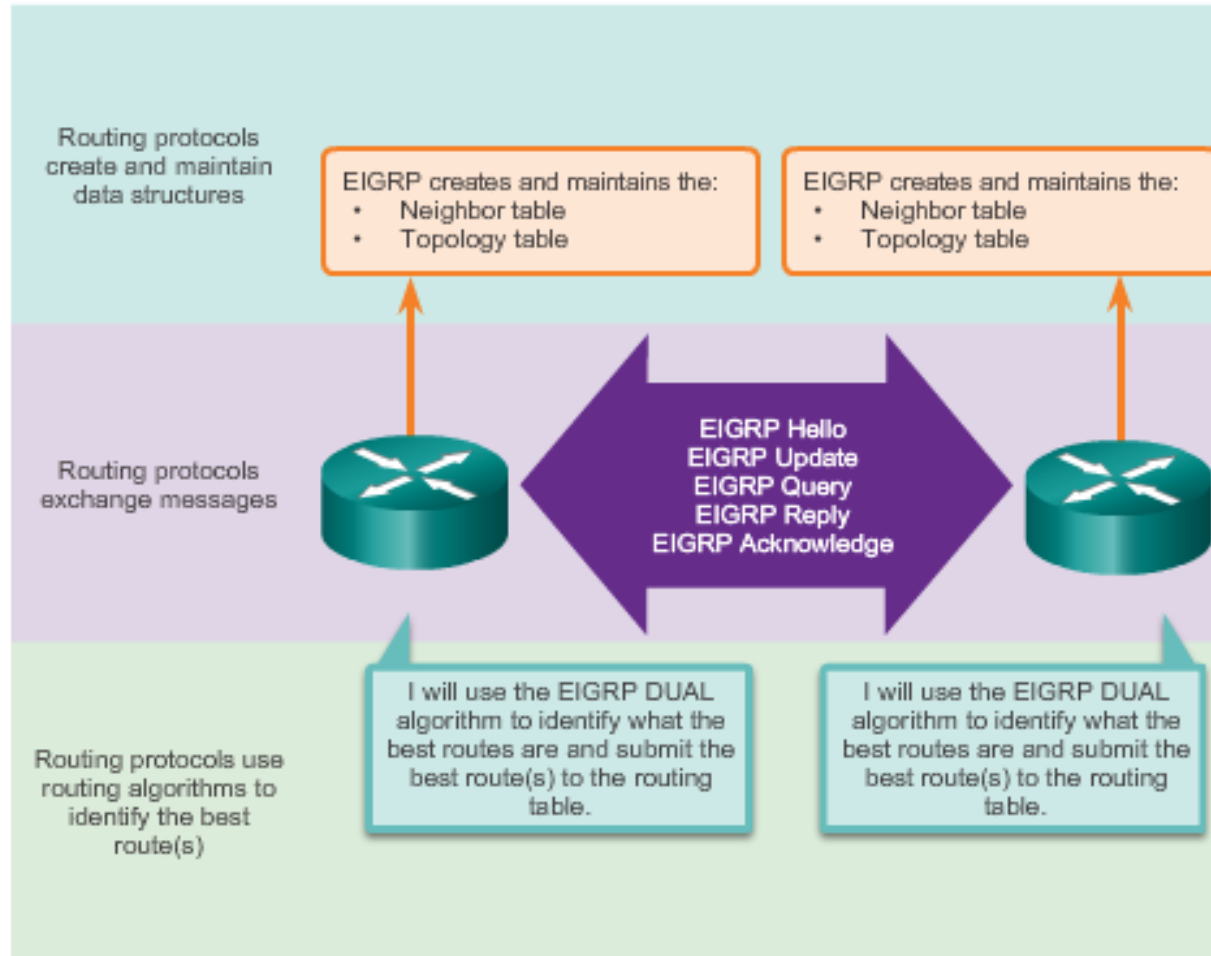 Routing protocols
create and maintain
data structures
EIGRP creates and maintains the:
• Neighbor table
• Topology table
EIGRP creates and maintains the:
• Neighbor table
• Topology table
Routing protocols
exchange messages
EIGRP Hello
EIGRP Update
EIGRP Query
EIGRP Reply
EIGRP Acknowledge
Routing protocols use
routing algorithms to
identify the best
route(s)
I will use the EIGRP DUAL
algorithm to identify what the
best routes are and submit the
best route(s) to the routing
table.
I will use the EIGRP DUAL
algorithm to identify what the
best routes are and submit the
best route(s) to the routing
table.